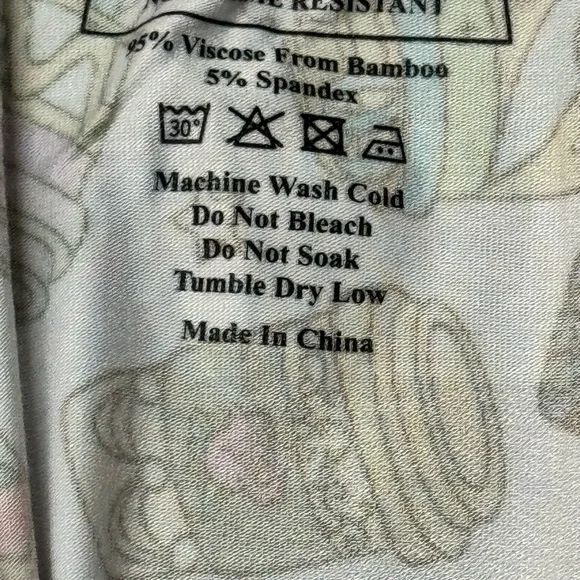 RESISTANT
95% Viscose From Bamboo
5% Spandex
30°
Machine Wash Cold
Do Not Bleach
Do Not Soak
Tumble Dry Low
Made In China